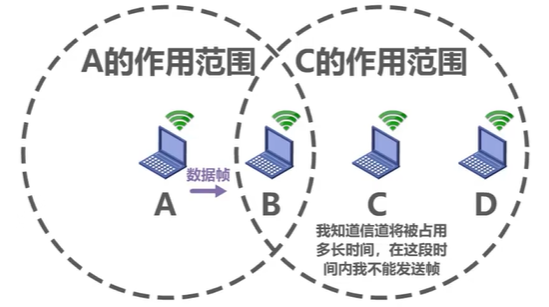 A的作用范围
C的作用范围
数据帧
A
B
C
D
我知道信道将被占用
多长时间，在这段时
间内我不能发送帧